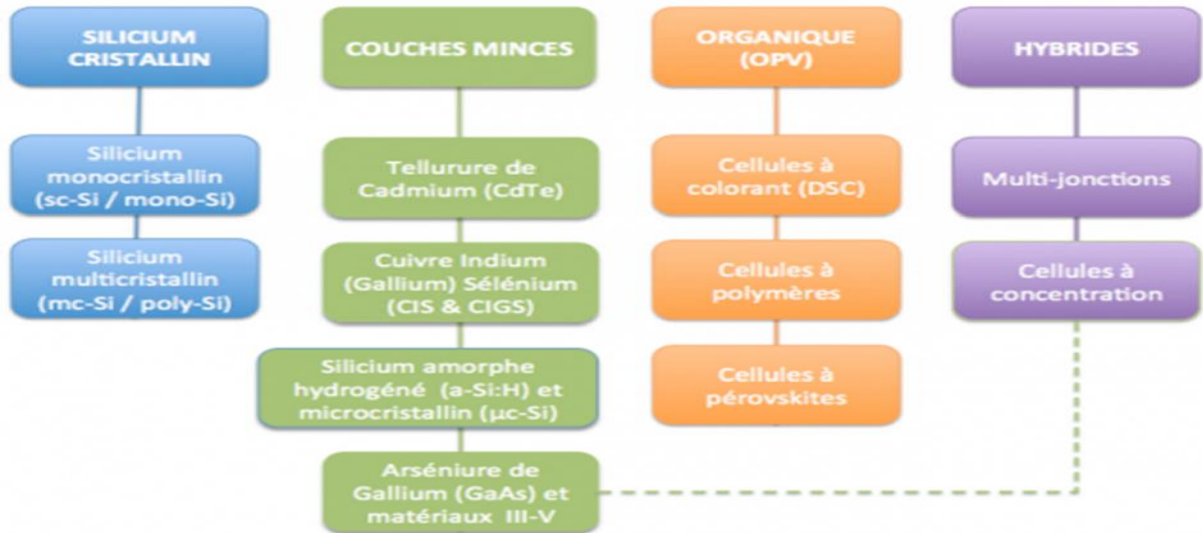 SILICIUM
CRISTALLIN
Silicium
monocristallin
(sc-Si / mono-Si)
Silicium
multicristallin
(mc-Si / poly-Si)
COUCHES MINCES
Tellurure de
Cadmium (CdTe)
Cuivre Indium
(Gallium) Sélénium
(CIS & CIGS)
Silicium amorphe
hydrogéné (a-Si:H) et
microcristallin (µc-Si)
Arséniure de
Gallium (GaAs) et
matériaux III-V
ORGANIQUE
(OPV)
Cellules à
colorant (DSC)
Cellules à
polymères
Cellules à
pérovskites
HYBRIDES
Multi-jonctions
Cellules à
concentration